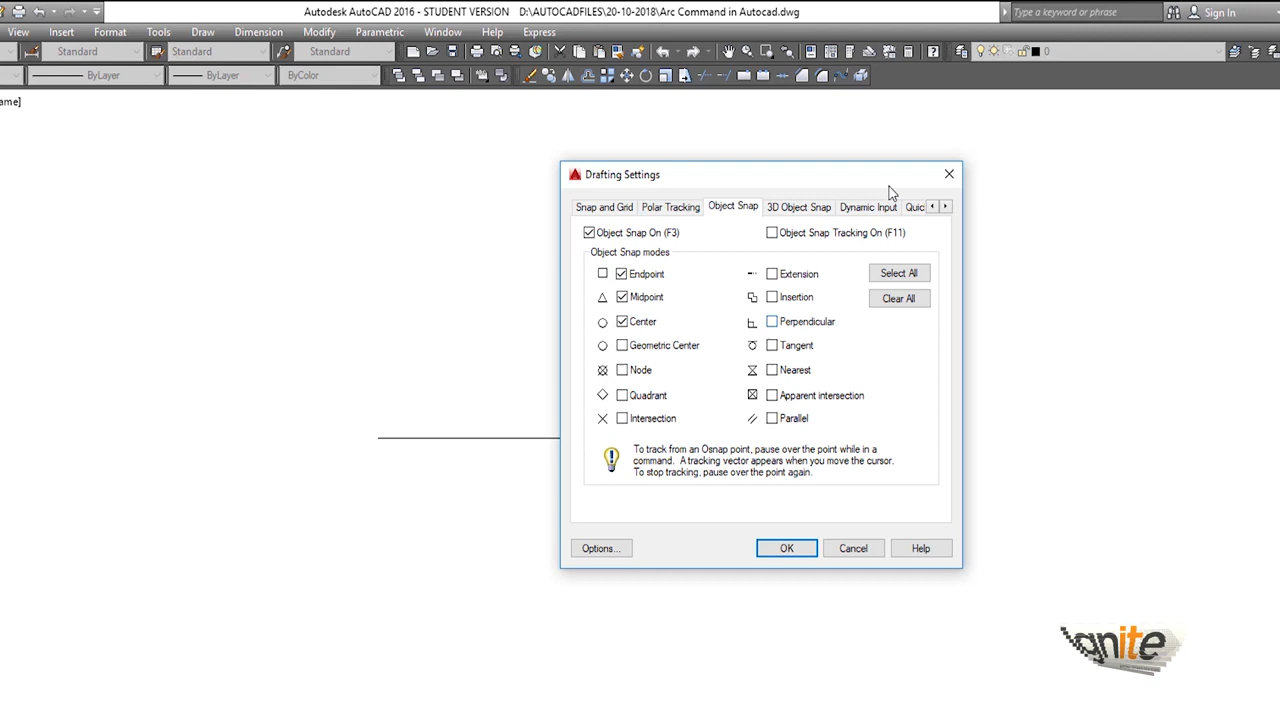 Autodesk AutoCAD 2016 - STUDENT VERSION D:\AUTOCADFILES\20-10-2018\Arc Command in Autocad.dwg
Type a keyword or phrase
Sign In
View Insert Format Tools Draw Dimension Modify Parametric Window Help Express
Standard Standard Standard 0
ByLayer ByLayer ByColor
ame]
Drafting Settings
Snap and Grid Polar Tracking Object Snap 3D Object Snap Dynamic Input Quic
Object Snap On (F3) Object Snap Tracking On (F11)
Object Snap modes
Endpoint Extension Select All
Midpoint Insertion Clear All
Center Perpendicular
Geometric Center Tangent
Node Nearest
Quadrant Apparent intersection
Intersection Parallel
To track from an Osnap point, pause over the point while in a
command. A tracking vector appears when you move the cursor.
To stop tracking, pause over the point again.
Options... OK Cancel Help
ignite